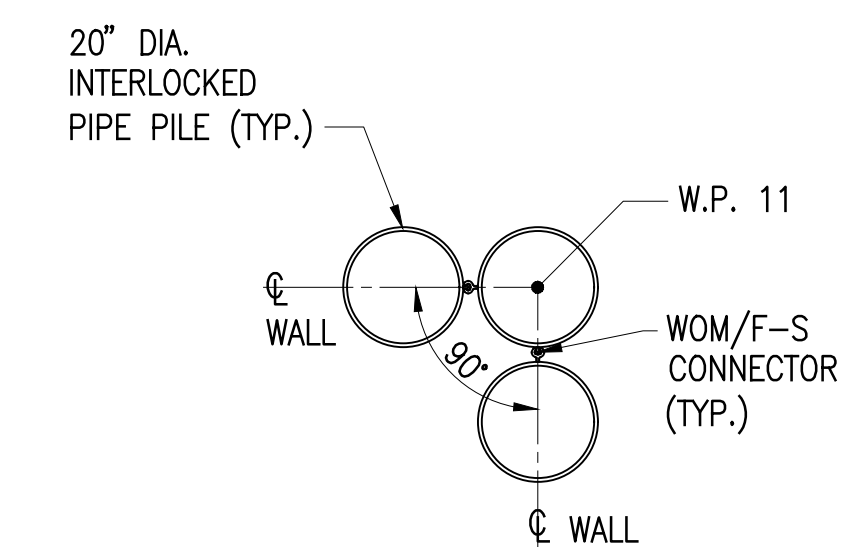 20" DIA.
INTERLOCKED
PIPE PILE (TYP.)
W.P. 11
℄
WALL
WOM/F-S
CONNECTOR
(TYP.)
90°
℄ WALL